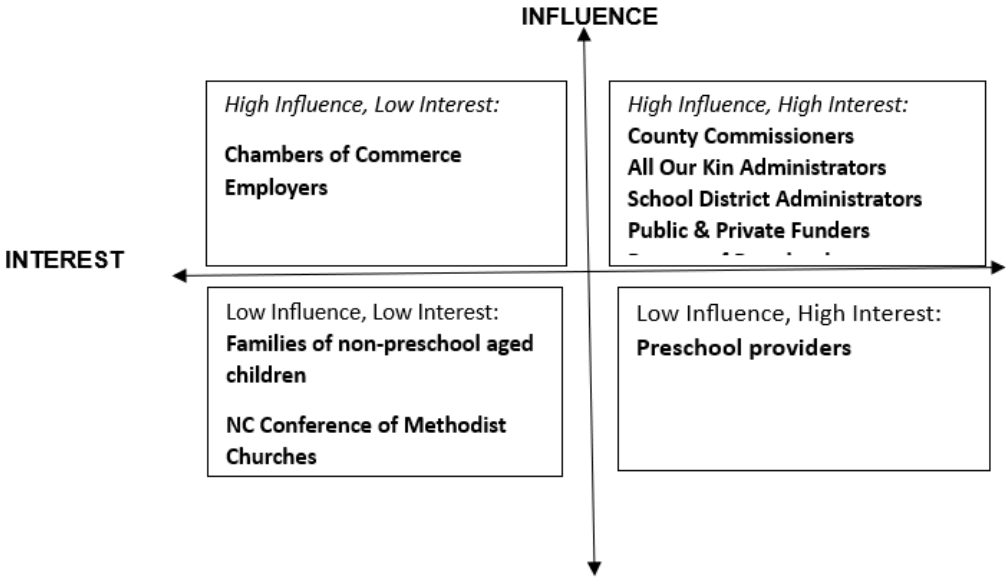 INFLUENCE
High Influence, Low Interest:
Chambers of Commerce
Employers
High Influence, High Interest:
County Commissioners
All Our Kin Administrators
School District Administrators
Public & Private Funders
INTEREST
Low Influence, Low Interest:
Families of non-preschool aged
children
NC Conference of Methodist
Churches
Low Influence, High Interest:
Preschool providers